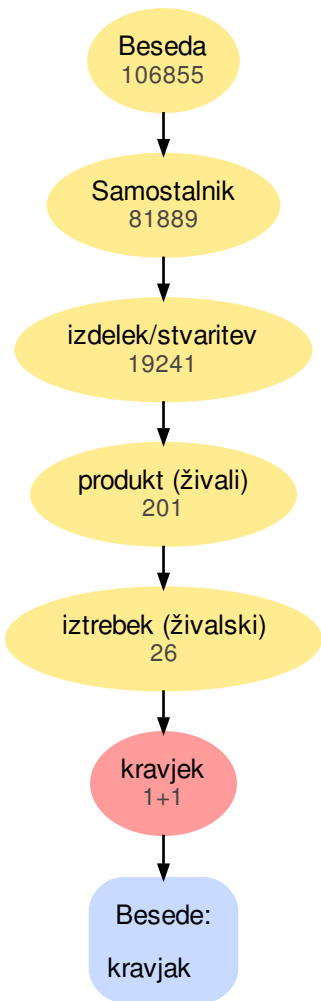 Beseda
106855
Samostalnik
81889
izdelek/stvaritev
19241
produkt (živali)
201
iztrebek (živalski)
26
kravjek
1+1
Besede:
kravjak